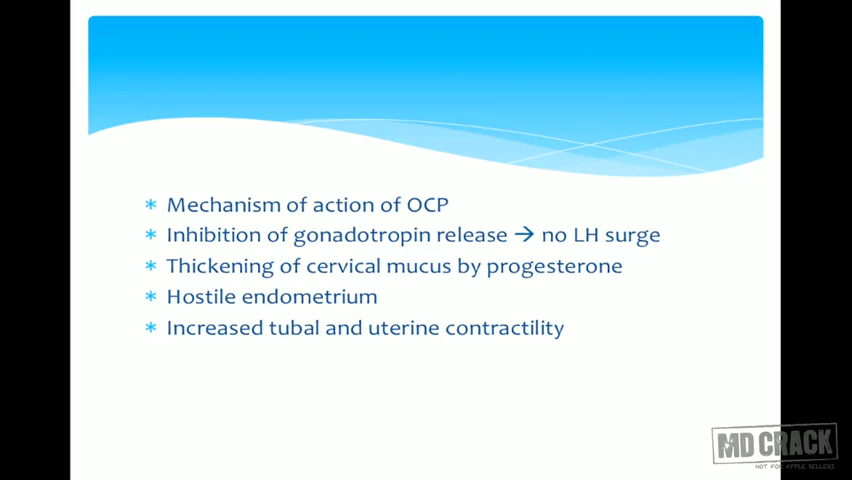 * Mechanism of action of OCP
* Inhibition of gonadotropin release → no LH surge
* Thickening of cervical mucus by progesterone
* Hostile endometrium
* Increased tubal and uterine contractility
MD CRACK
NOT FOR APPLE SELLERS